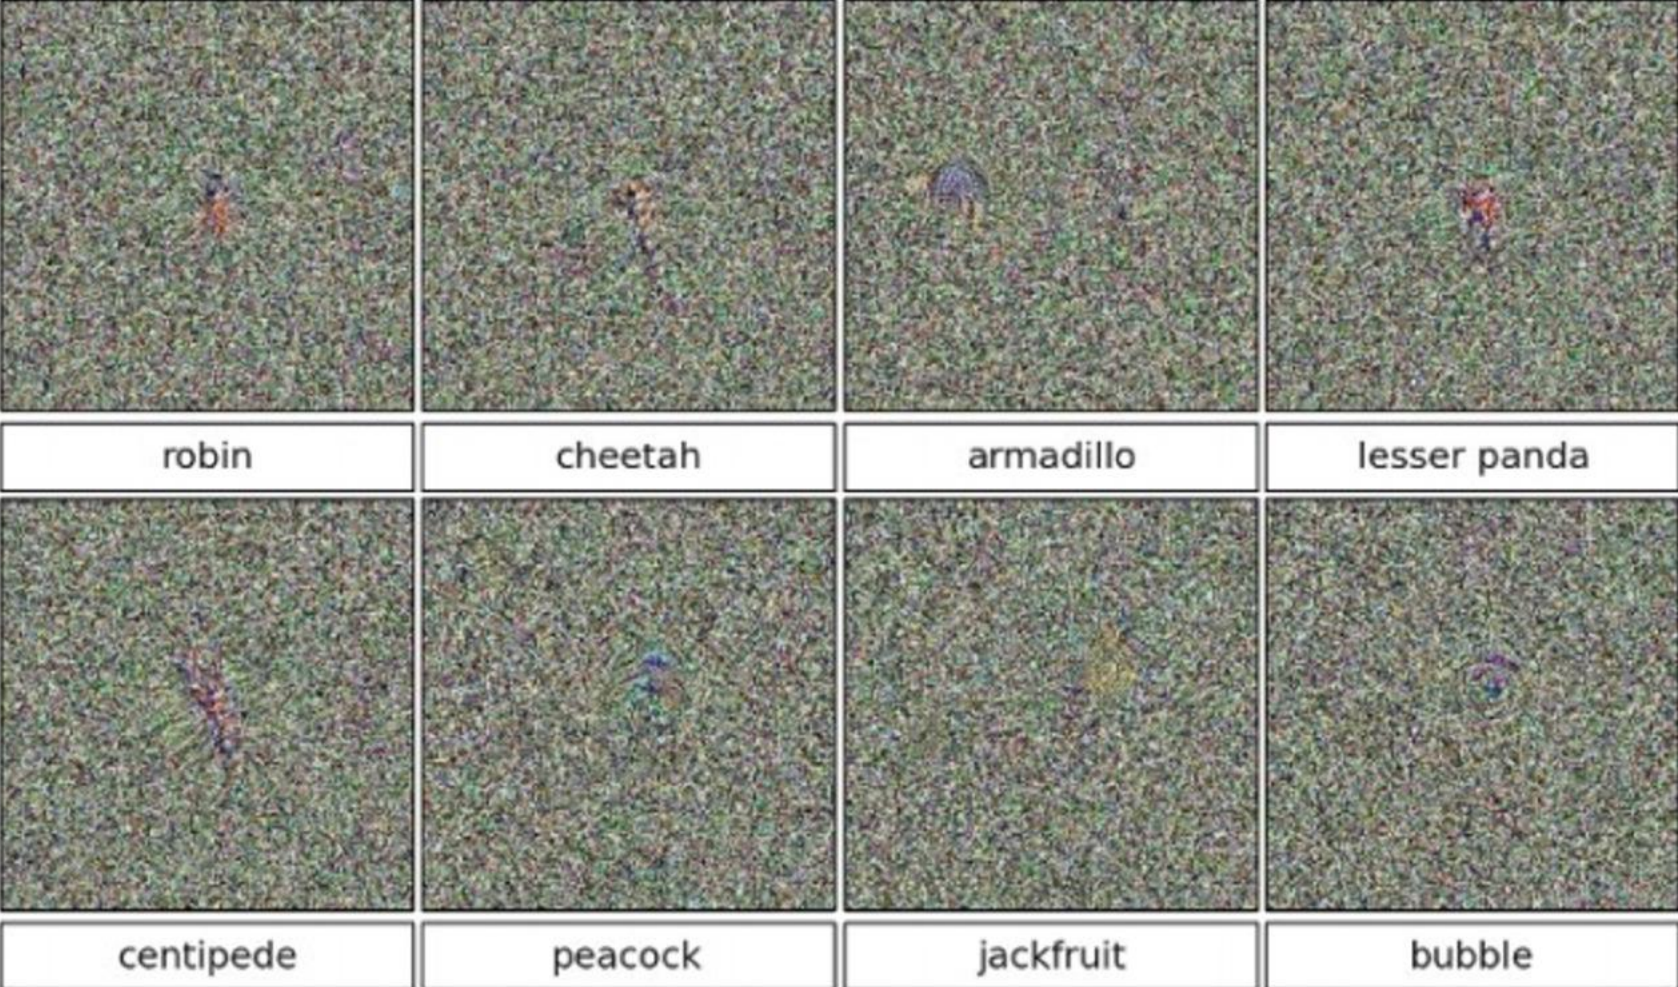 robin
cheetah
armadillo
lesser panda
centipede
peacock
jackfruit
bubble